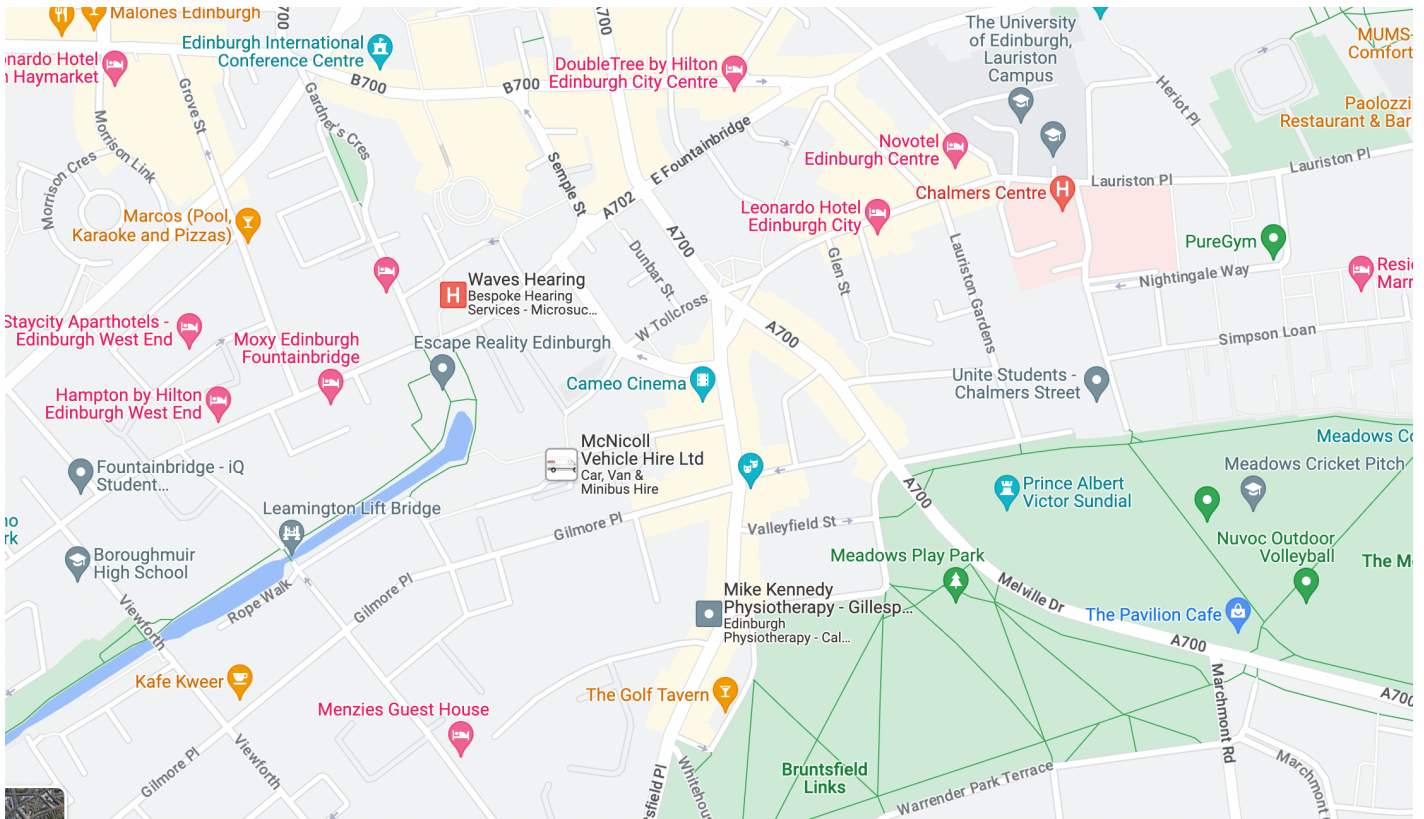 Malones Edinburgh
Edinburgh International
Conference Centre
Leonardo Hotel
Haymarket
B700
B700
DoubleTree by Hilton
Edinburgh City Centre
700
A700
The University
of Edinburgh,
Lauriston
Campus
MUMS-
Comfort
Heriot Pl
Paolozzi
Restaurant & Bar
Grove St
Gardner's Cres
Morrison Link
Morrison Cres
Semple St
E Fountainbridge
A702
Novotel
Edinburgh Centre
Lauriston Pl
Lauriston Pl
Chalmers Centre
Leonardo Hotel
Edinburgh City
Marcos (Pool,
Karaoke and Pizzas)
A700
Dunbar St.
Glen St
Lauriston Gardens
PureGym
Nightingale Way
Waves Hearing
Bespoke Hearing
Services - Microsuc...
W Tollcross
A700
Simpson Loan
Staycity Aparthotels -
Edinburgh West End
Moxy Edinburgh
Fountainbridge
Escape Reality Edinburgh
Cameo Cinema
Unite Students -
Chalmers Street
Hampton by Hilton
Edinburgh West End
McNicoll
Vehicle Hire Ltd
Car, Van &
Minibus Hire
Fountainbridge - iQ
Student...
Leamington Lift Bridge
Gilmore Pl
Valleyfield St
A700
Prince Albert
Victor Sundial
Meadows
Meadows Cricket Pitch
Nuvoc Outdoor
Volleyball
The
Boroughmuir
High School
Meadows Play Park
Melville Dr
The Pavilion Cafe
A700
A700
Viewforth
Rope Walk
Gilmore Pl
Mike Kennedy
Physiotherapy - Gillesp...
Edinburgh
Physiotherapy - Cal...
Kafe Kweer
The Golf Tavern
Menzies Guest House
Marchmont Rd
Marchmont
Gilmore Pl
Viewforth
Bruntsfield
Links
Warrender Park Terrace